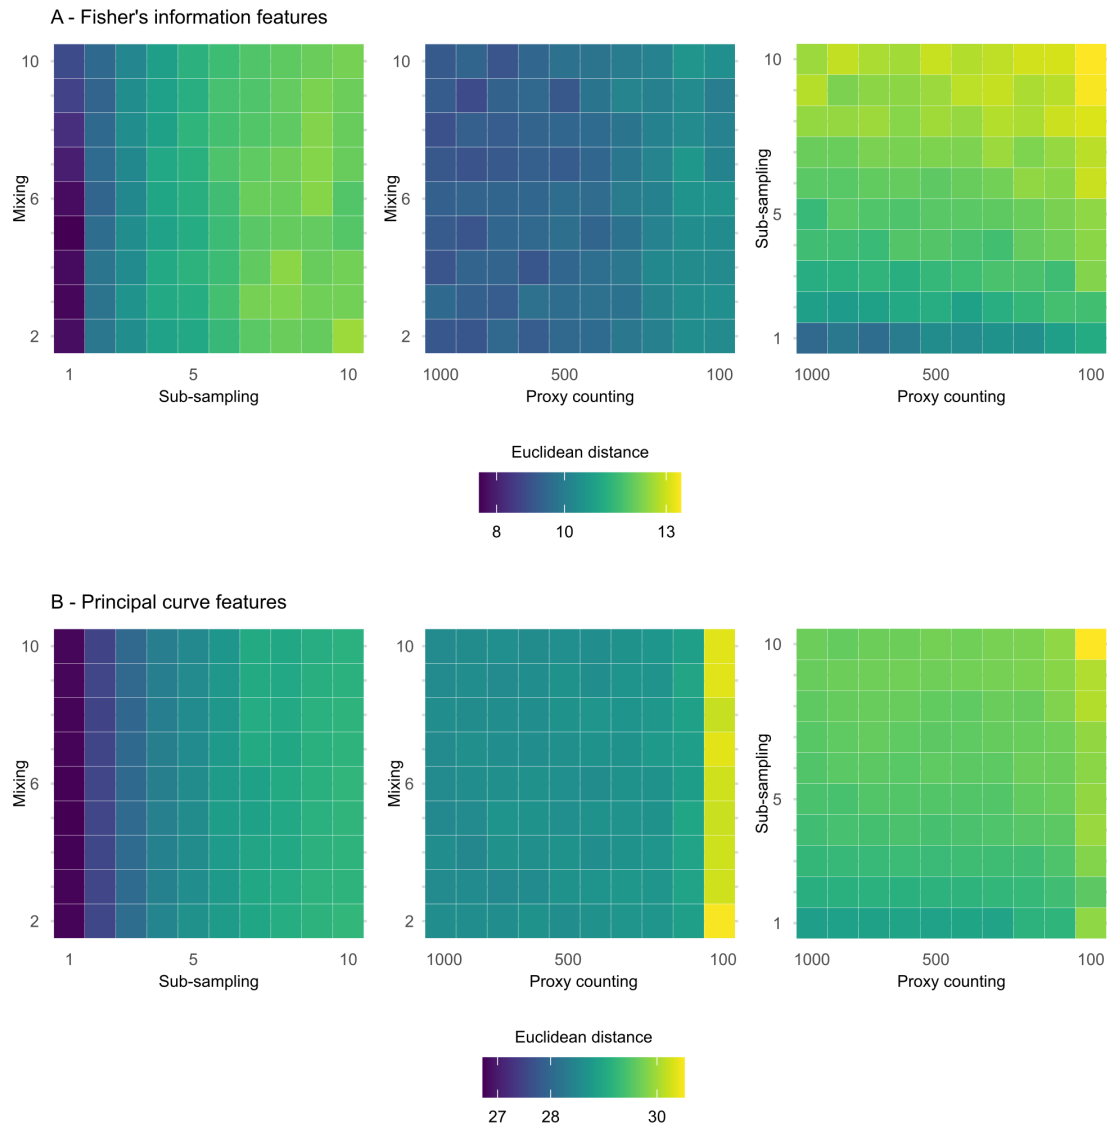 A - Fisher's information features
10
6
2
Mixing
1 5 10
Sub-sampling
10
6
2
Mixing
1000 500 100
Proxy counting
10
5
1
Sub-sampling
1000 500 100
Proxy counting
Euclidean distance
8 10 13
B - Principal curve features
10
6
2
Mixing
1 5 10
Sub-sampling
10
6
2
Mixing
1000 500 100
Proxy counting
10
5
1
Sub-sampling
1000 500 100
Proxy counting
Euclidean distance
27 28 30